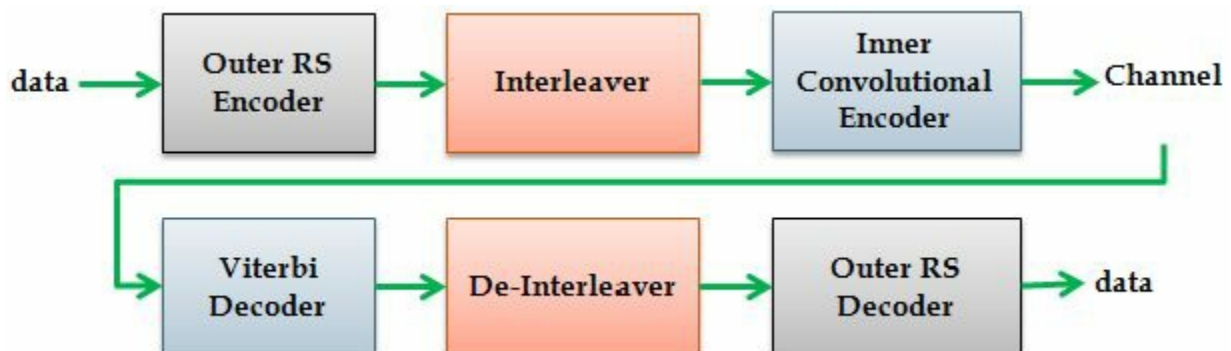 data
Outer RS
Encoder
Interleaver
Inner
Convolutional
Encoder
Channel
Viterbi
Decoder
De-Interleaver
Outer RS
Decoder
data